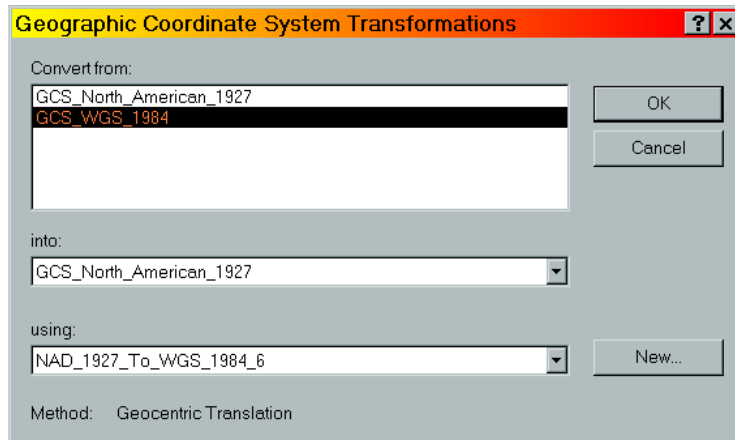 Geographic Coordinate System Transformations
Convert from:
GCS_North_American_1927
GCS_WGS_1984
OK
Cancel
into:
GCS_North_American_1927
using:
NAD_1927_To_WGS_1984_6
New...
Method: Geocentric Translation